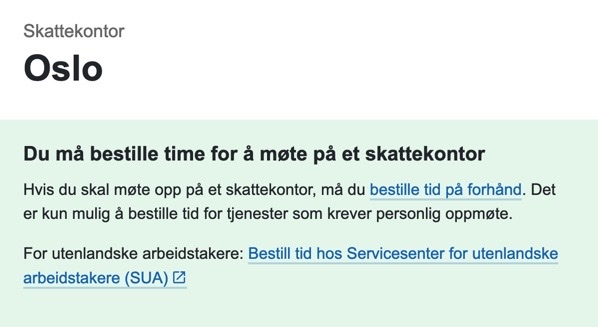 Skattekontor
Oslo
Du må bestille time for å møte på et skattekontor
Hvis du skal møte opp på et skattekontor, må du bestille tid på forhånd. Det
er kun mulig å bestille tid for tjenester som krever personlig oppmøte.
For utenlandske arbeidstakere: Bestill tid hos Servicesenter for utenlandske
arbeidstakere (SUA)